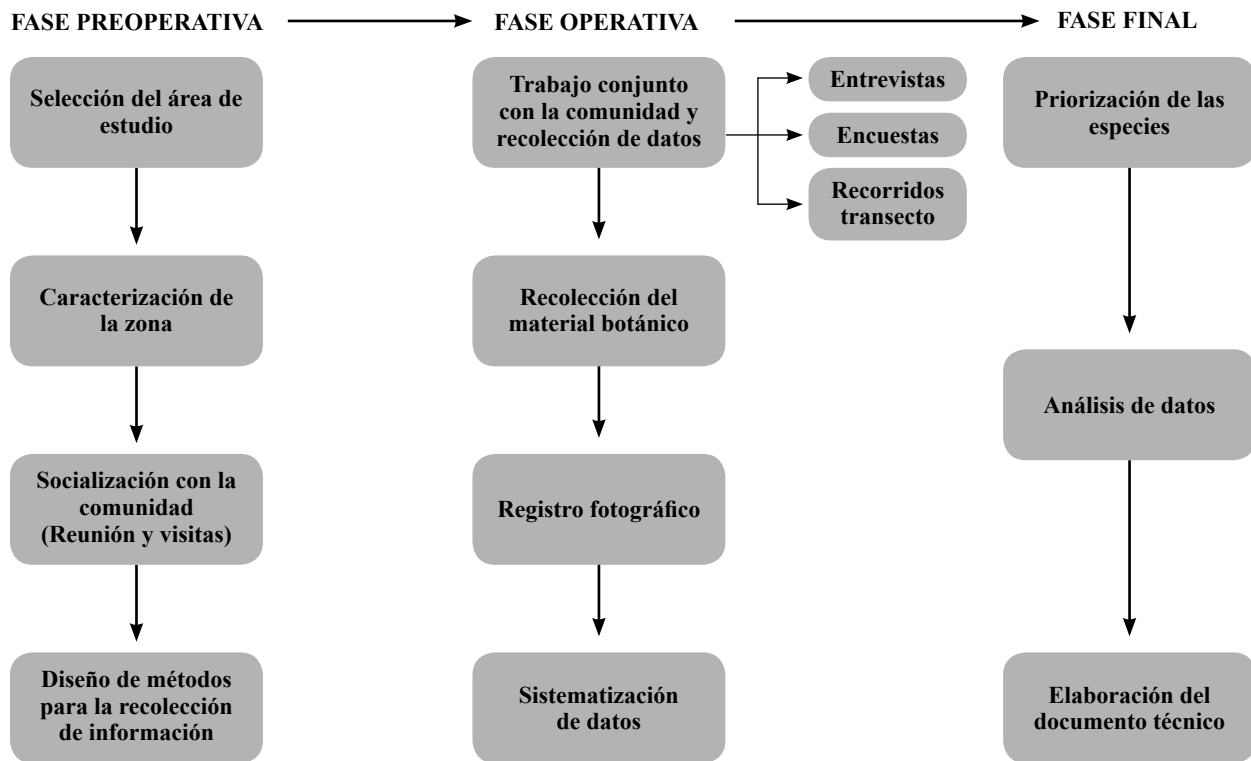 FASE PREOPERATIVA
Selección del área de
estudio
Caracterización de
la zona
Socialización con la
comunidad
(Reunión y visitas)
Diseño de métodos
para la recolección
de información
FASE OPERATIVA
Trabajo conjunto
con la comunidad y
recolección de datos
Entrevistas
Encuestas
Recorridos
transecto
Recolección del
material botánico
Registro fotográfico
Sistematización
de datos
FASE FINAL
Priorización de las
especies
Análisis de datos
Elaboración del
documento técnico